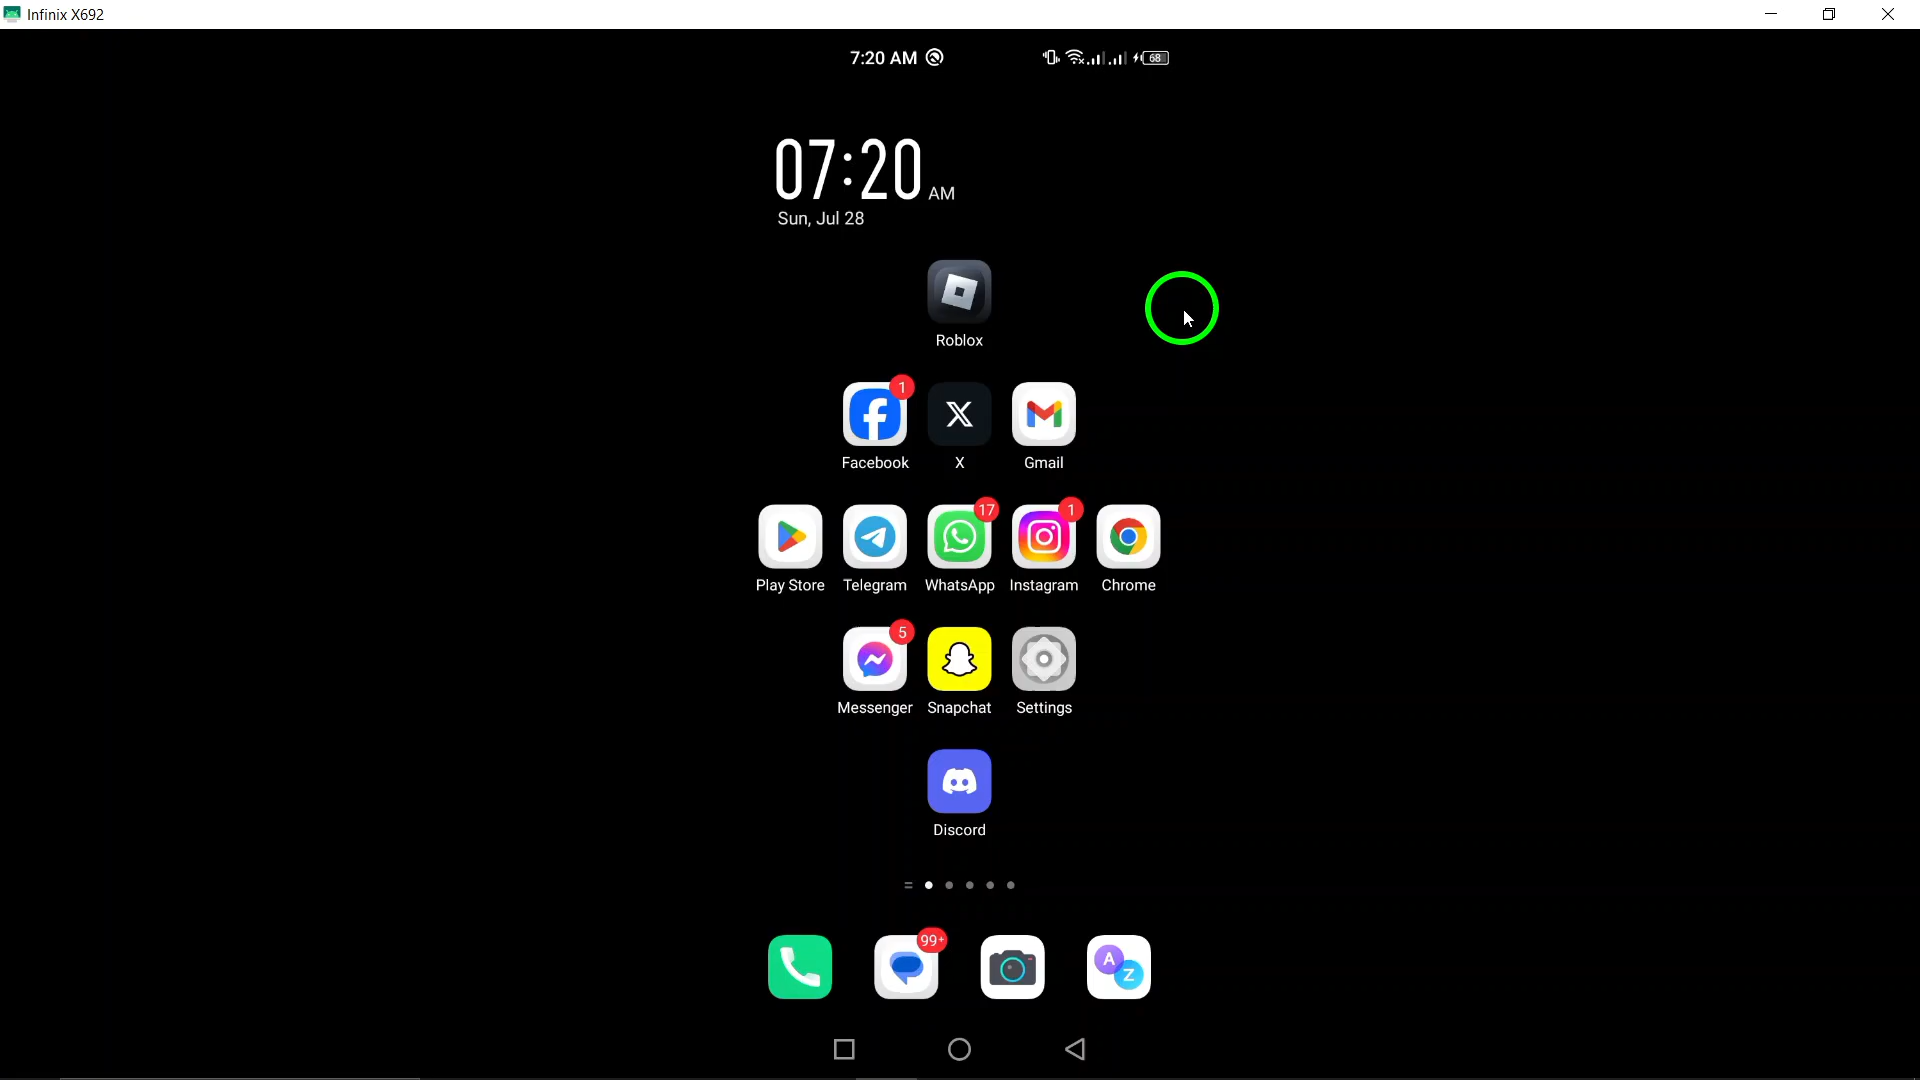 Infinix X692
7:20 AM
68
07:20 AM
Sun, Jul 28
Roblox
1
Facebook
X
Gmail
17
1
Play Store
Telegram
WhatsApp
Instagram
Chrome
5
Messenger
Snapchat
Settings
Discord
99+
A
Z